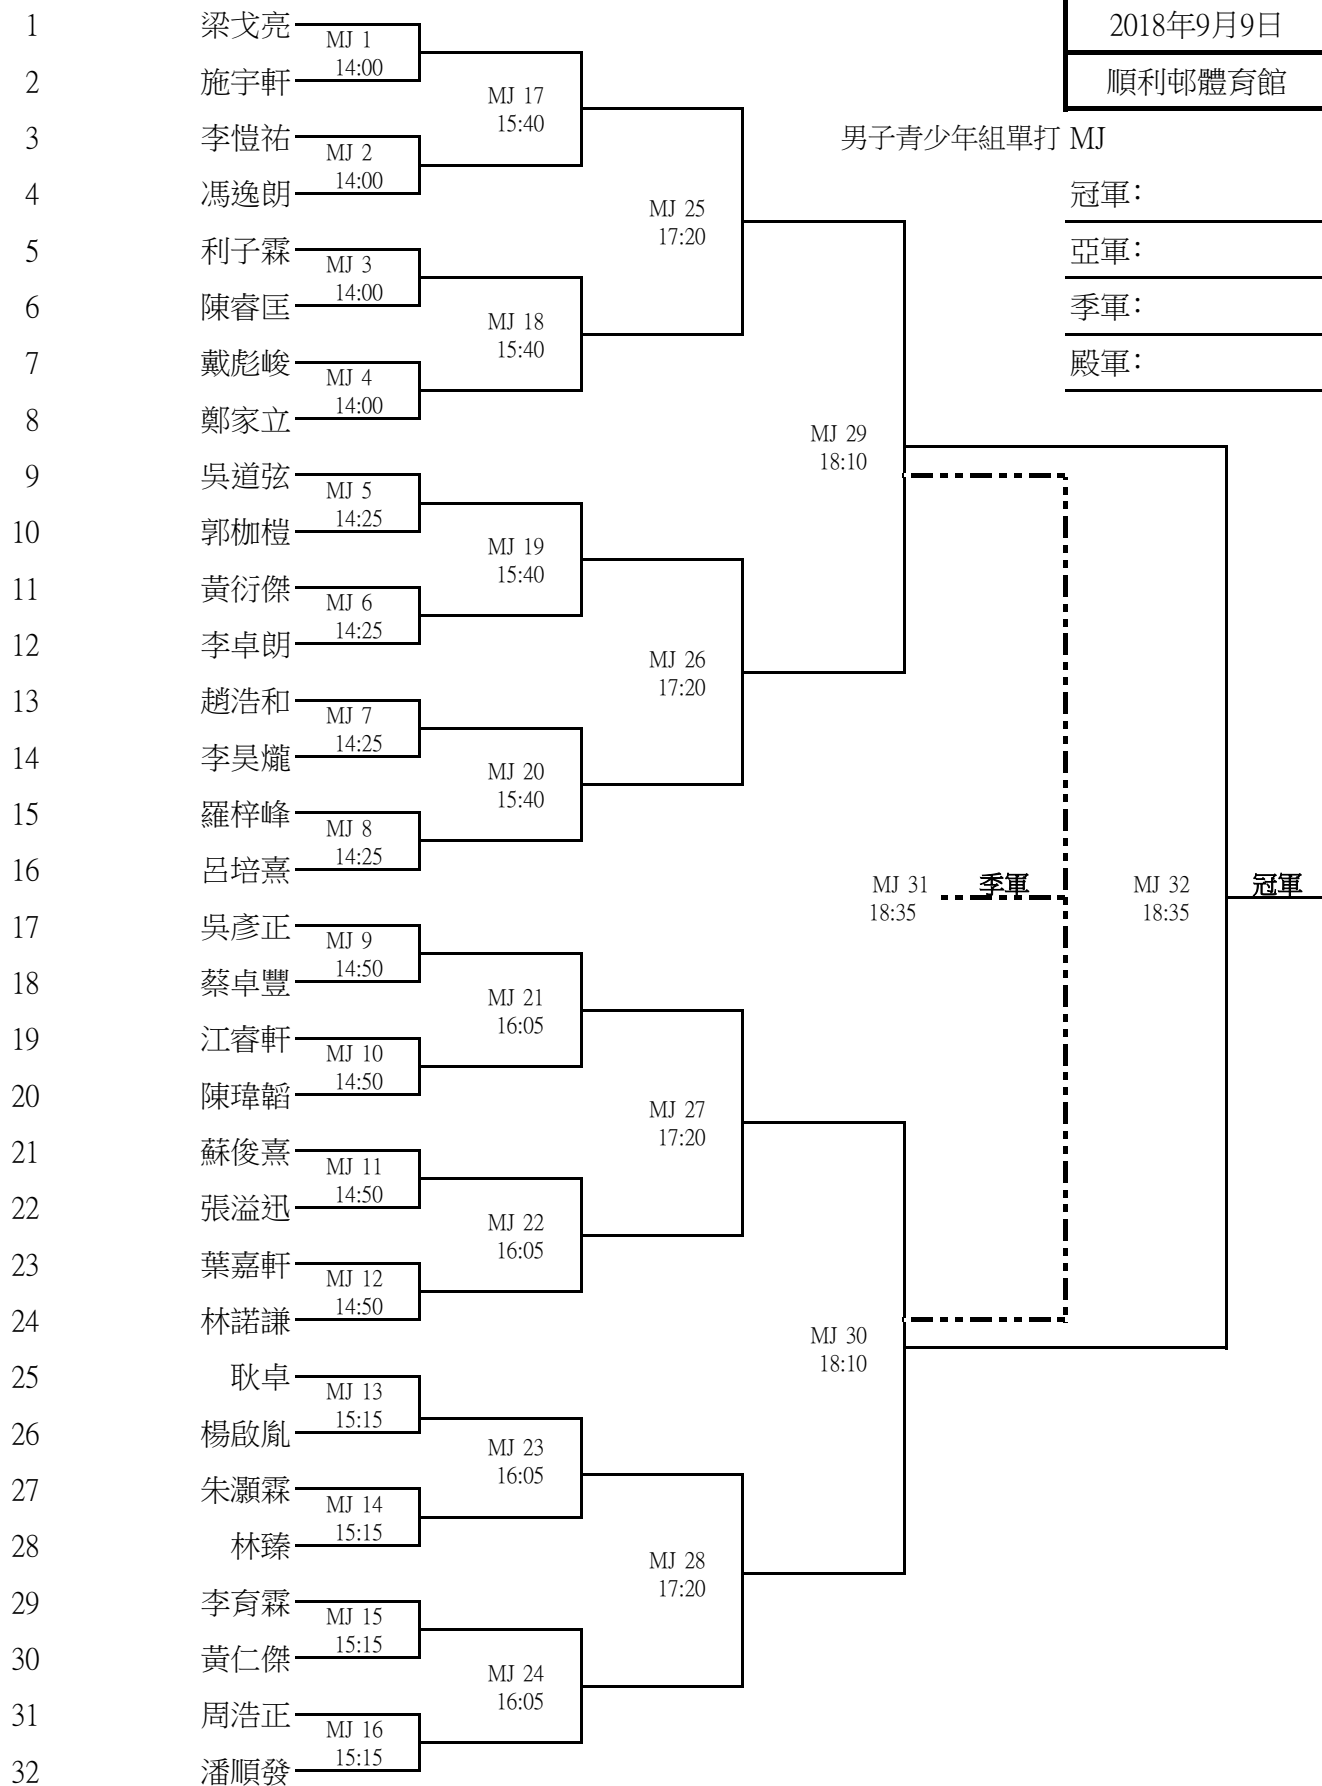 2018年9月9日
順利邨體育館
男子青少年組單打 MJ
冠軍：
亞軍：
季軍：
殿軍：
1 梁戈亮
MJ 1
14:00
2 施宇軒
MJ 17
15:40
3 李愷祐
MJ 2
14:00
4 馮逸朗
MJ 25
17:20
5 利子霖
MJ 3
14:00
6 陳睿匡
MJ 18
15:40
7 戴彪峻
MJ 4
14:00
8 鄭家立
MJ 29
18:10
9 吳道弦
MJ 5
14:25
10 郭枷榿
MJ 19
15:40
11 黃衍傑
MJ 6
14:25
12 李卓朗
MJ 26
17:20
13 趙浩和
MJ 7
14:25
14 李昊爖
MJ 20
15:40
15 羅梓峰
MJ 8
14:25
16 呂培熹
MJ 31 季軍
18:35
MJ 32 冠軍
18:35
17 吳彥正
MJ 9
14:50
18 蔡卓豐
MJ 21
16:05
19 江睿軒
MJ 10
14:50
20 陳瑋韜
MJ 27
17:20
21 蘇俊熹
MJ 11
14:50
22 張溢迅
MJ 22
16:05
23 葉嘉軒
MJ 12
14:50
24 林諾謙
MJ 30
18:10
25 耿卓
MJ 13
15:15
26 楊啟胤
MJ 23
16:05
27 朱灝霖
MJ 14
15:15
28 林臻
MJ 28
17:20
29 李育霖
MJ 15
15:15
30 黃仁傑
MJ 24
16:05
31 周浩正
MJ 16
15:15
32 潘順發